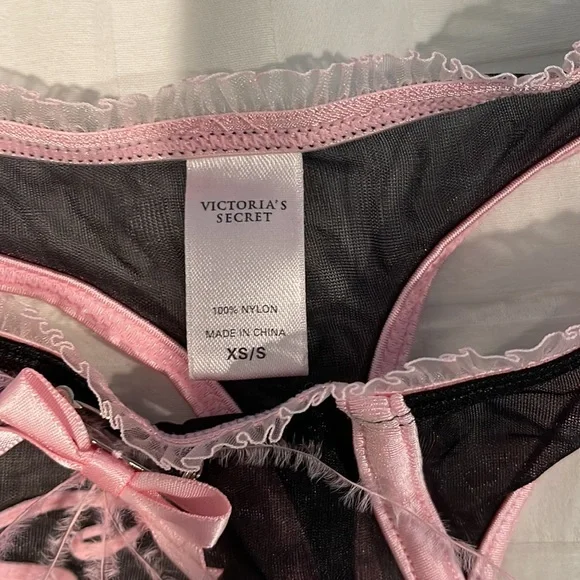 VICTORIA'S
SECRET
100% NYLON
MADE IN CHINA
XS/S